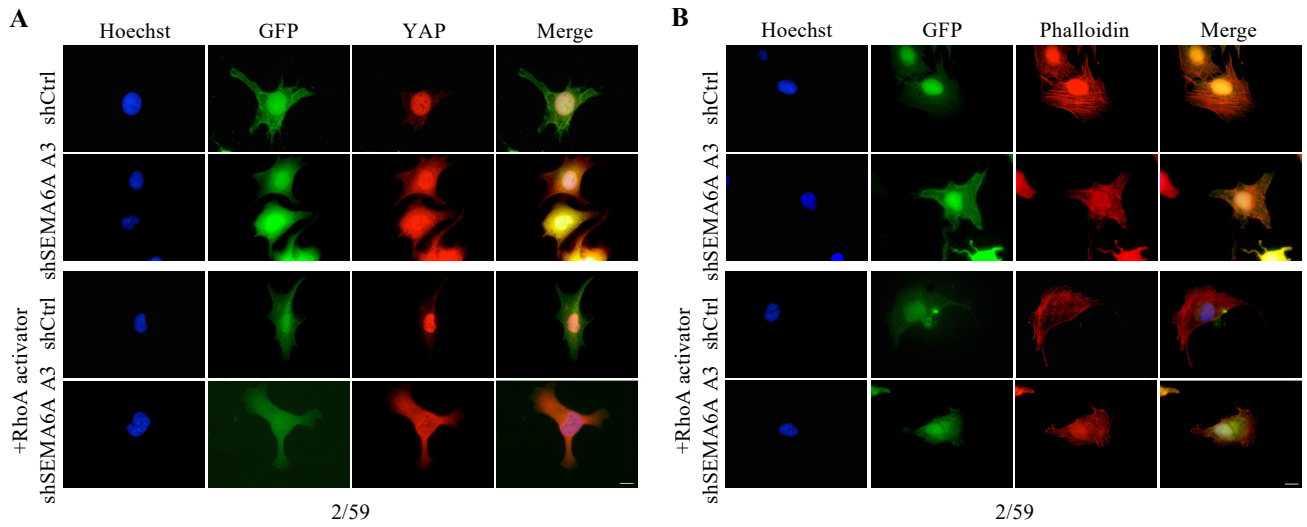 A
Hoechst GFP YAP Merge
shCtrl
shSEMA6A A3
+RhoA activator
shCtrl
shSEMA6A A3
2/59
B
Hoechst GFP Phalloidin Merge
shCtrl
shSEMA6A A3
+RhoA activator
shCtrl
shSEMA6A A3
2/59